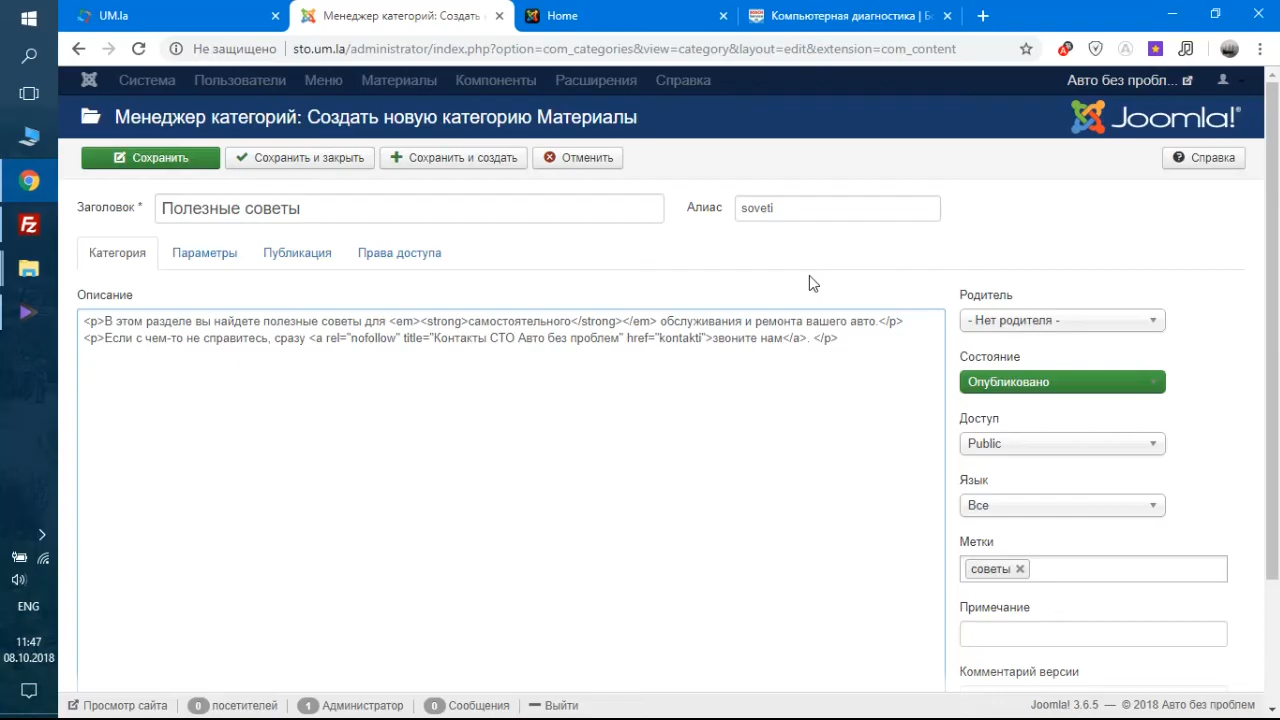 UM.la
Менеджер категорий: Создать
Home
Компьютерная диагностика | Бо
Не защищено
sto.um.la/administrator/index.php?option=com_categories&view=category&layout=edit&extension=com_content
Система Пользователи Меню Материалы Компоненты Расширения Справка
Авто без пробл...
Менеджер категорий: Создать новую категорию Материалы
Joomla!®
Сохранить
Сохранить и закрыть
Сохранить и создать
Отменить
Справка
Заголовок * Полезные советы
Алиас soveti
Категория Параметры Публикация Права доступа
Описание
<p>В этом разделе вы найдете полезные советы для <em><strong>самостоятельного</strong></em> обслуживания и ремонта вашего авто.</p>
<p>Если с чем-то не справитесь, сразу <a rel="nofollow" title="Контакты СТО Авто без проблем" href="kontakti">звоните нам</a>. </p>
Родитель
- Нет родителя -
Состояние
Опубликовано
Доступ
Public
Язык
Все
Метки
советы
Примечание
Комментарий версии
ENG
11:47
08.10.2018
Просмотр сайта 0 посетителей 1 Администратор 0 Сообщения Выйти
Joomla! 3.6.5 — © 2018 Авто без проблем